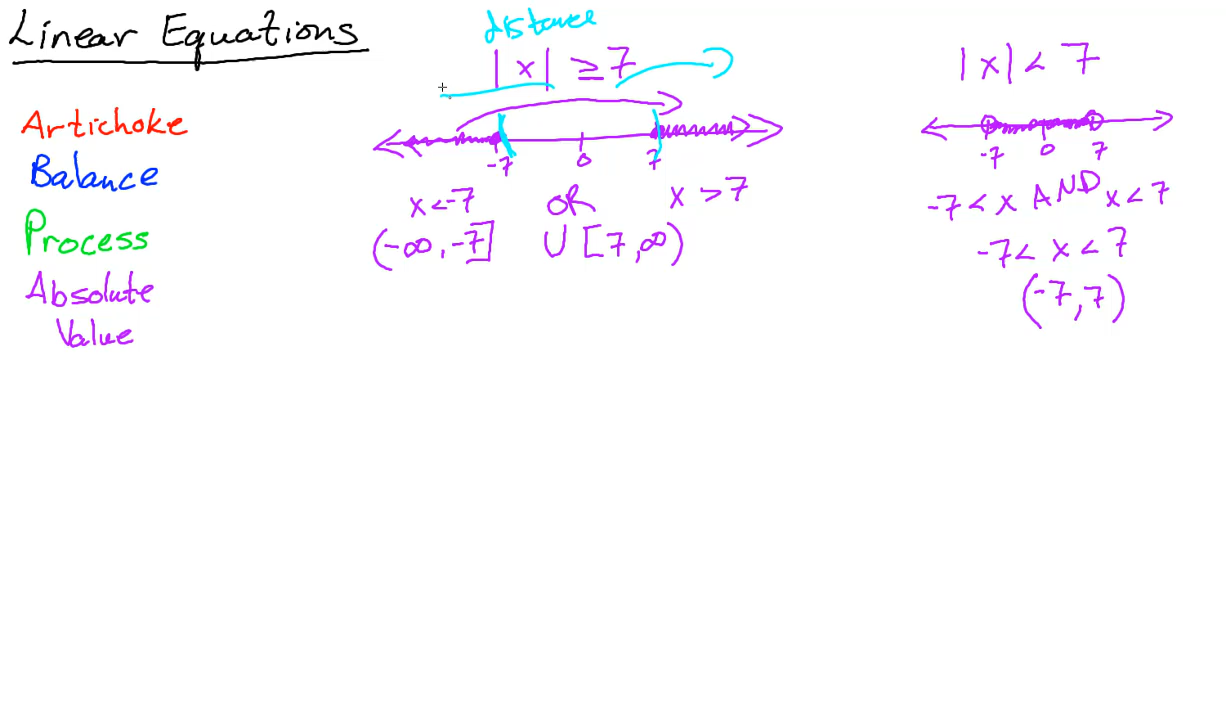 Linear Equations
Artichoke
Balance
Process
Absolute
Value
distance
|x| ≥ 7
-7 0 7
x < -7 OR x > 7
(-∞, -7] ∪ [7, ∞)
|x| < 7
-7 0 7
-7 < x AND x < 7
-7 < x < 7
(-7, 7)